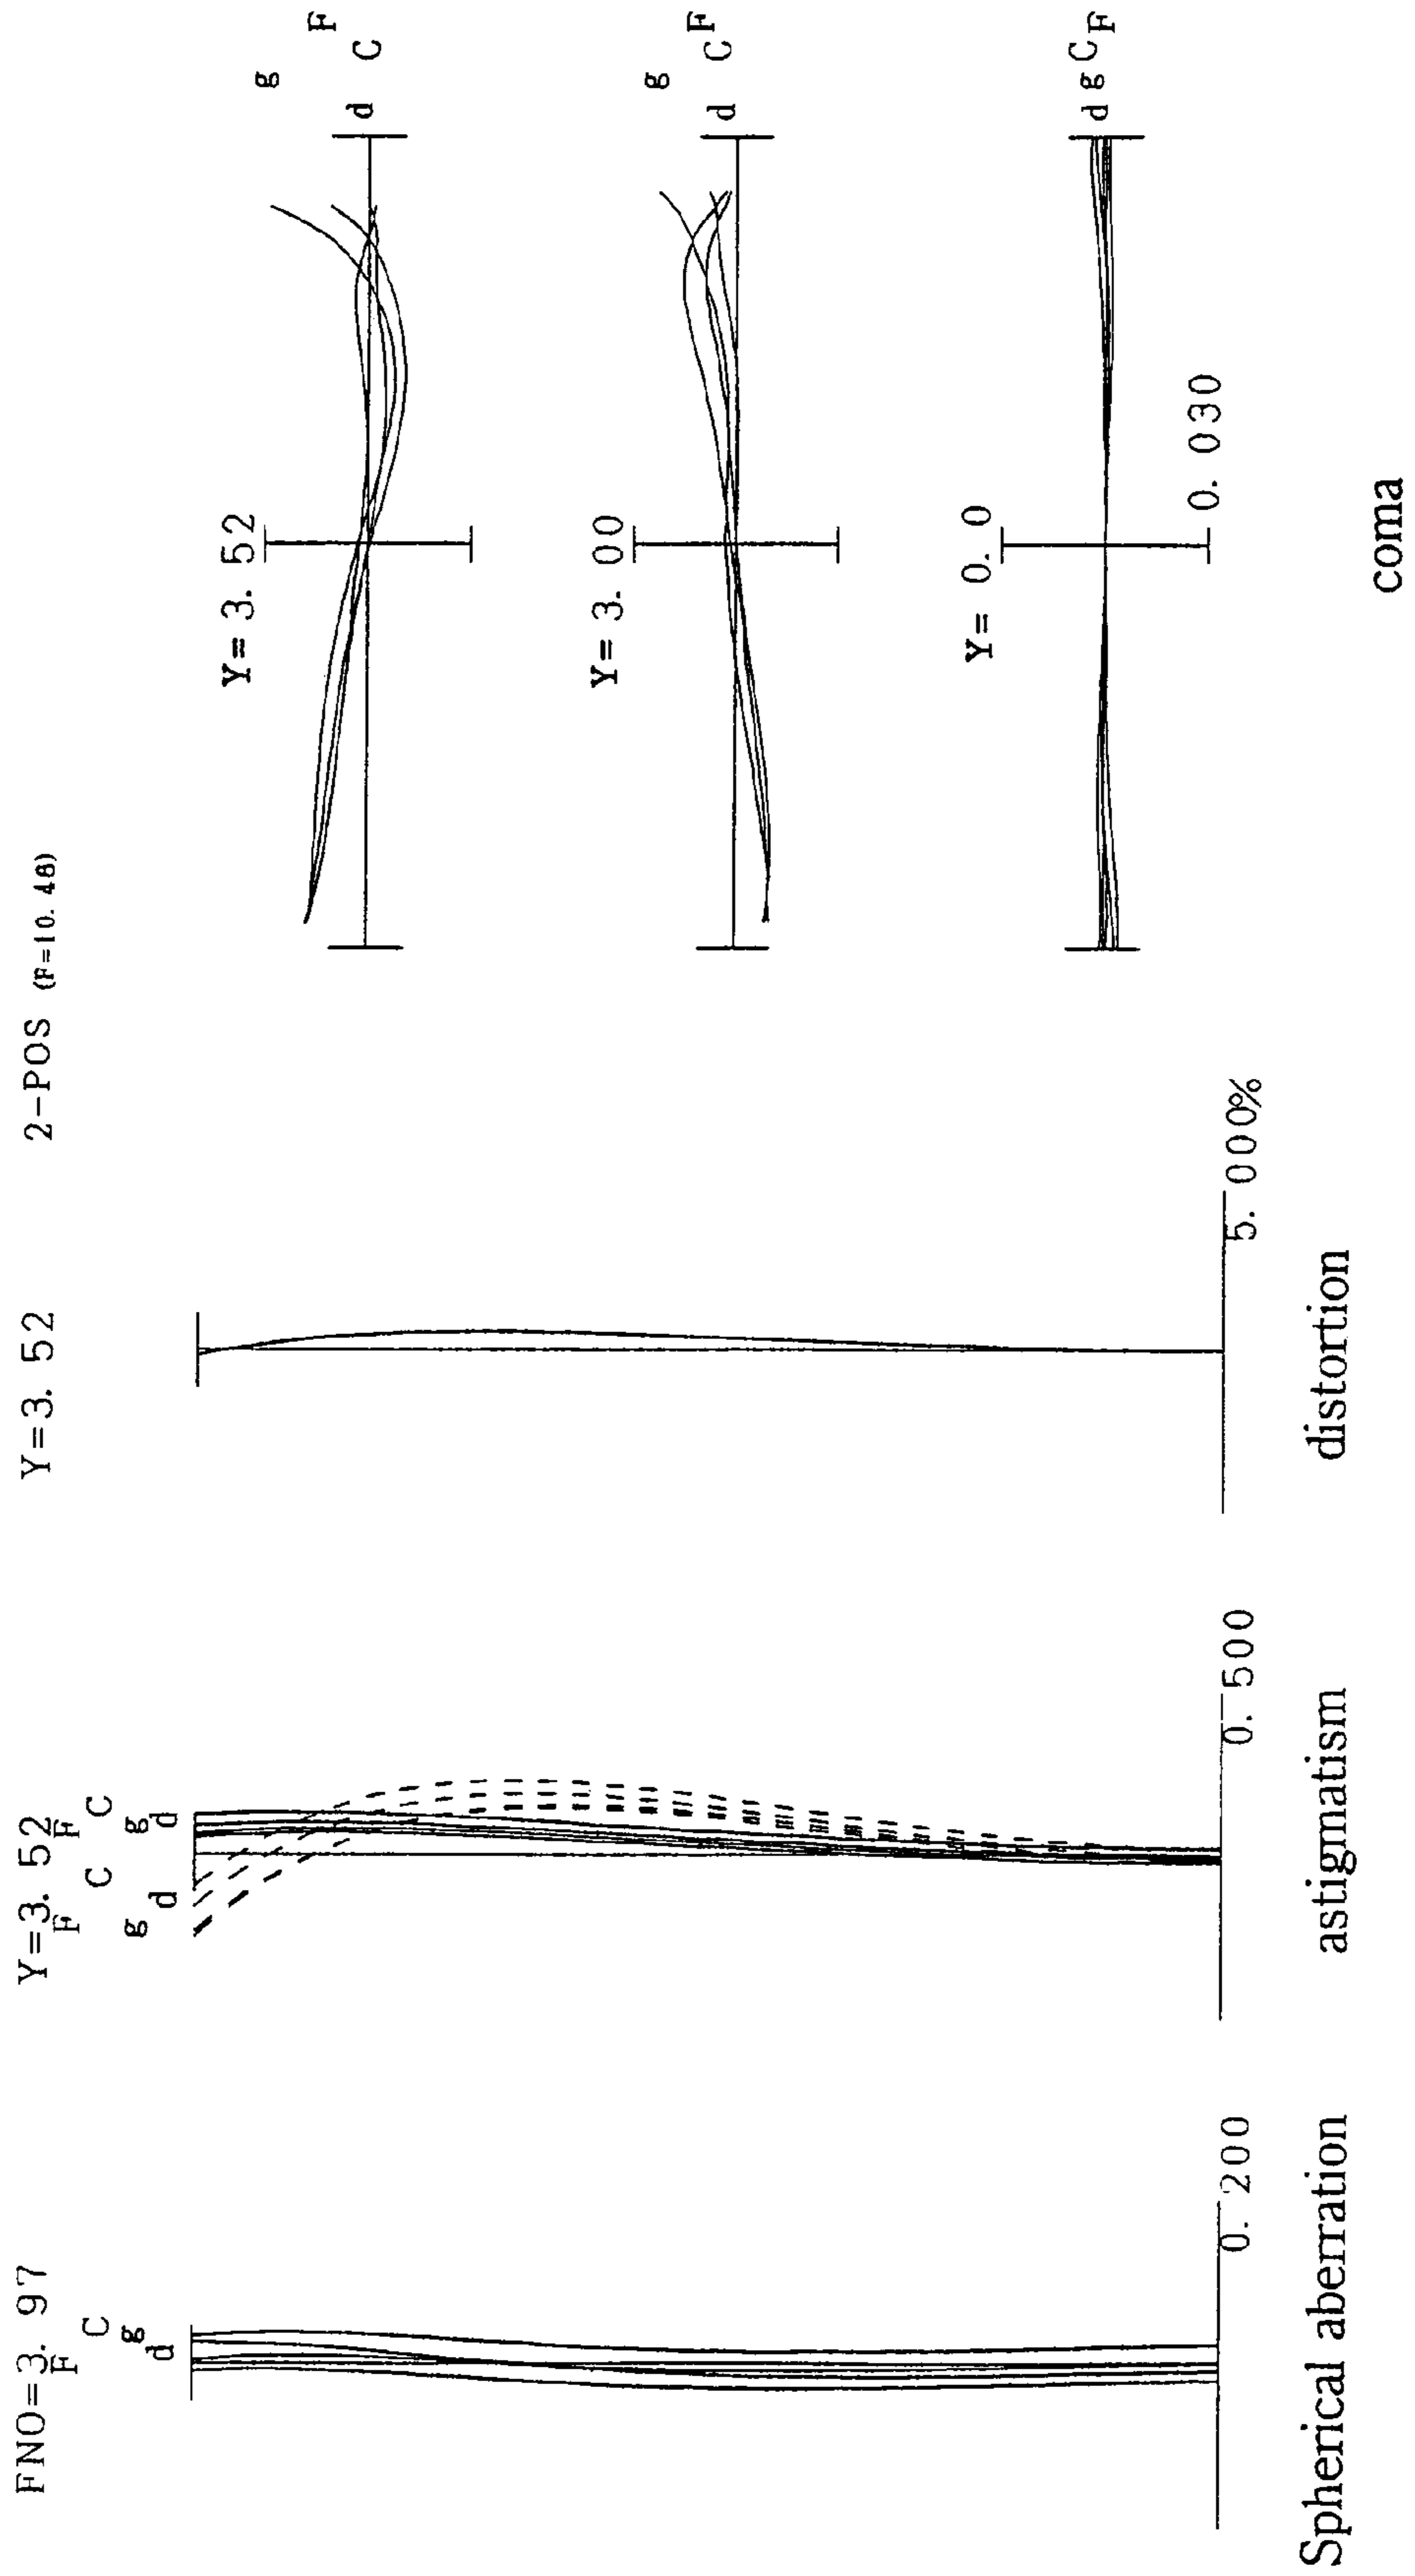 2-POS (F=10. 48)
FNO=3. 97
F
C
g
d
Spherical aberration
0. 200
Y=3. 52
F
C
g
d
F
C
g
d
astigmatism
0. 500
Y=3. 52
distortion
5. 000%
Y=3. 52
g
F
C
d
Y=3. 00
g
F
C
d
Y= 0. 0
d
g
C
F
0. 030
coma